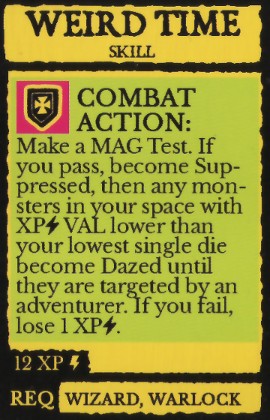 WEIRD TIME
SKILL
COMBAT
ACTION:
Make a MAG Test. If
you pass, become Sup-
pressed, then any mon-
sters in your space with
XP⚡ VAL lower than
your lowest single die
become Dazed until
they are targeted by an
adventurer. If you fail,
lose 1 XP⚡.
12 XP⚡
REQ WIZARD, WARLOCK